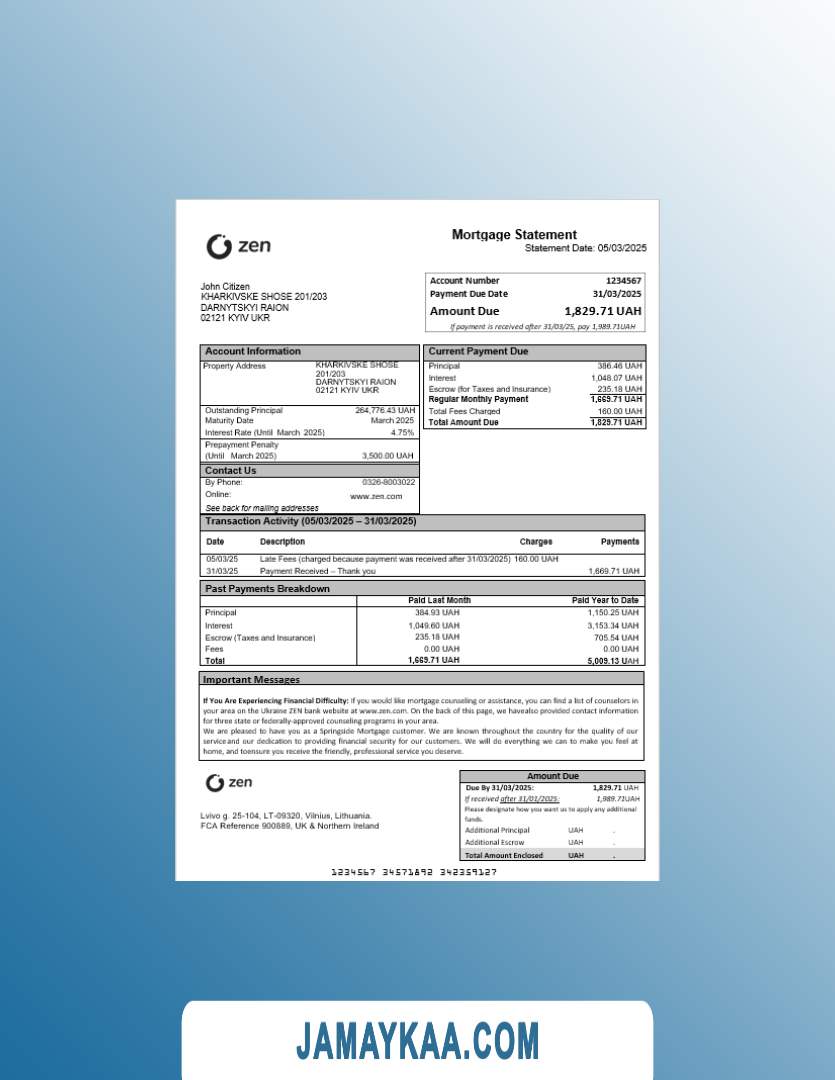 zen
Mortgage Statement
Statement Date: 05/03/2025
John Citizen
KHARKIVSKE SHOSE 201/203
DARNYTSKYI RAION
02121 KYIV UKR
Account Number 1234567
Payment Due Date 31/03/2025
Amount Due 1,829.71 UAH
If payment is received after 31/03/25, pay 1,989.71UAH
Account Information
Property Address KHARKIVSKE SHOSE
201/203
DARNYTSKYI RAION
02121 KYIV UKR
Outstanding Principal 264,776.43 UAH
Maturity Date March 2025
Interest Rate (Until March 2025) 4.75%
Prepayment Penalty
(Until March 2025) 3,500.00 UAH
Contact Us
By Phone: 0326-8003022
Online: www.zen.com
See back for mailing addresses
Current Payment Due
Principal 386.46 UAH
Interest 1,048.07 UAH
Escrow (for Taxes and Insurance) 235.18 UAH
Regular Monthly Payment 1,669.71 UAH
Total Fees Charged 160.00 UAH
Total Amount Due 1,829.71 UAH
Transaction Activity (05/03/2025 – 31/03/2025)
Date Description Charges Payments
05/03/25 Late Fees (charged because payment was received after 31/03/2025) 160.00 UAH
31/03/25 Payment Received – Thank you 1,669.71 UAH
Past Payments Breakdown
Paid Last Month Paid Year to Date
Principal 384.93 UAH 1,150.25 UAH
Interest 1,049.60 UAH 3,153.34 UAH
Escrow (Taxes and Insurance) 235.18 UAH 705.54 UAH
Fees 0.00 UAH 0.00 UAH
Total 1,669.71 UAH 5,009.13 UAH
Important Messages
If You Are Experiencing Financial Difficulty: If you would like mortgage counseling or assistance, you can find a list of counselors in
your area on the Ukraine ZEN bank website at www.zen.com. On the back of this page, we havealso provided contact information
for three state or federally-approved counseling programs in your area.
We are pleased to have you as a Springside Mortgage customer. We are known throughout the country for the quality of our
serviceand our dedication to providing financial security for our customers. We will do everything we can to make you feel at
home, and toensure you receive the friendly, professional service you deserve.
zen
Lvivo g. 25-104, LT-09320, Vilnius, Lithuania.
FCA Reference 900889, UK & Northern Ireland
Amount Due
Due By 31/03/2025: 1,829.71 UAH
If received after 31/01/2025: 1,989.71UAH
Please designate how you want us to apply any additional
funds.
Additional Principal UAH .
Additional Escrow UAH .
Total Amount Enclosed UAH .
1234567 34571892 342359127
JAMAYKAA.COM